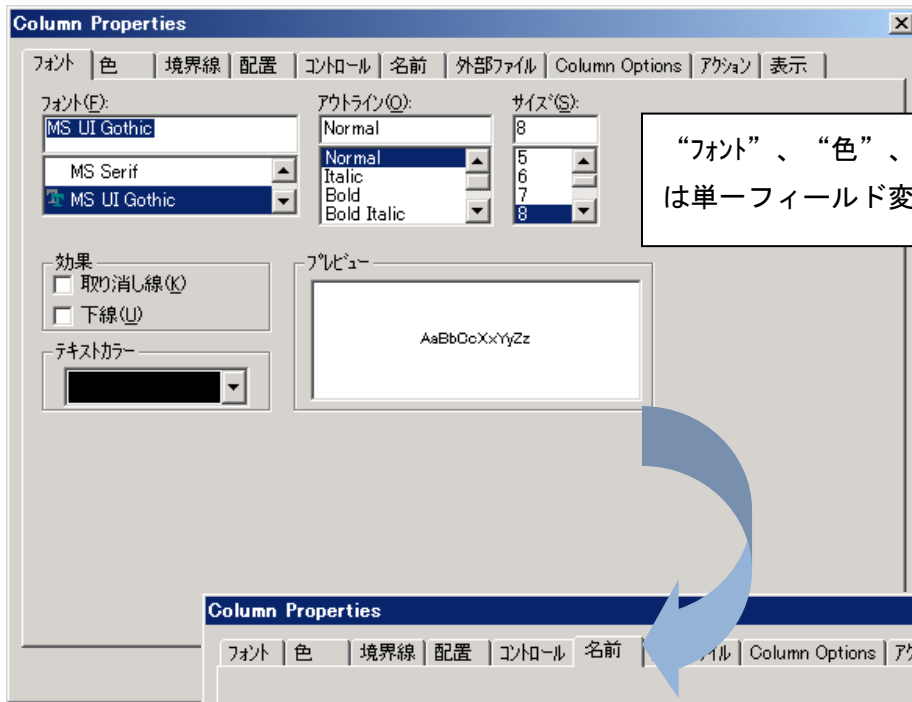 Column Properties
フォント 色 境界線 配置 コントロール 名前 外部ファイル Column Options アクション 表示
フォント(F): アウトライン(O): サイズ(S):
MS UI Gothic Normal 8
MS Serif
MS UI Gothic
Normal
Italic
Bold
Bold Italic
5
6
7
8
“フォント”、“色”、
は単一フィールド変
効果
取り消し線(K)
下線(U)
テキストカラー
プレビュー
AaBbCcXxYyZz
Column Properties
フォント 色 境界線 配置 コントロール 名前 イル Column Options アク